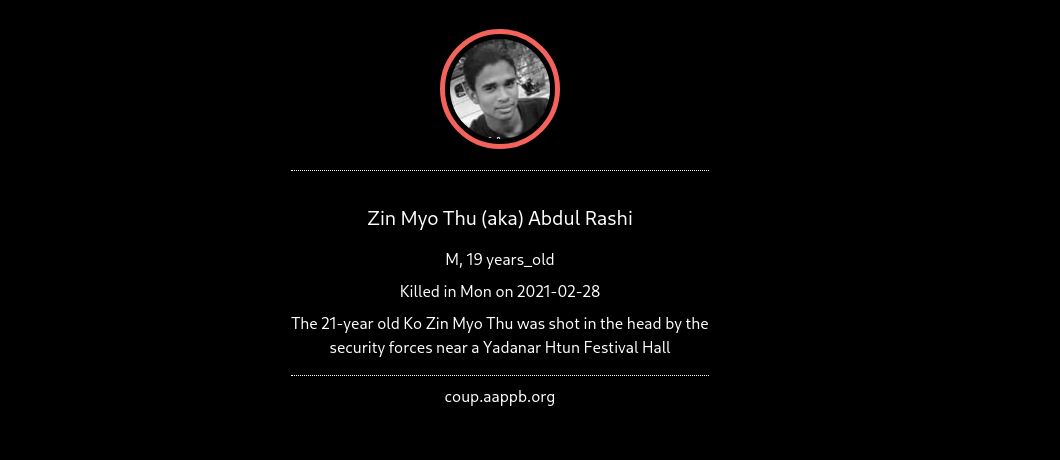 Zin Myo Thu (aka) Abdul Rashi
M, 19 years_old
Killed in Mon on 2021-02-28
The 21-year old Ko Zin Myo Thu was shot in the head by the
security forces near a Yadanar Htun Festival Hall
coup.aappb.org